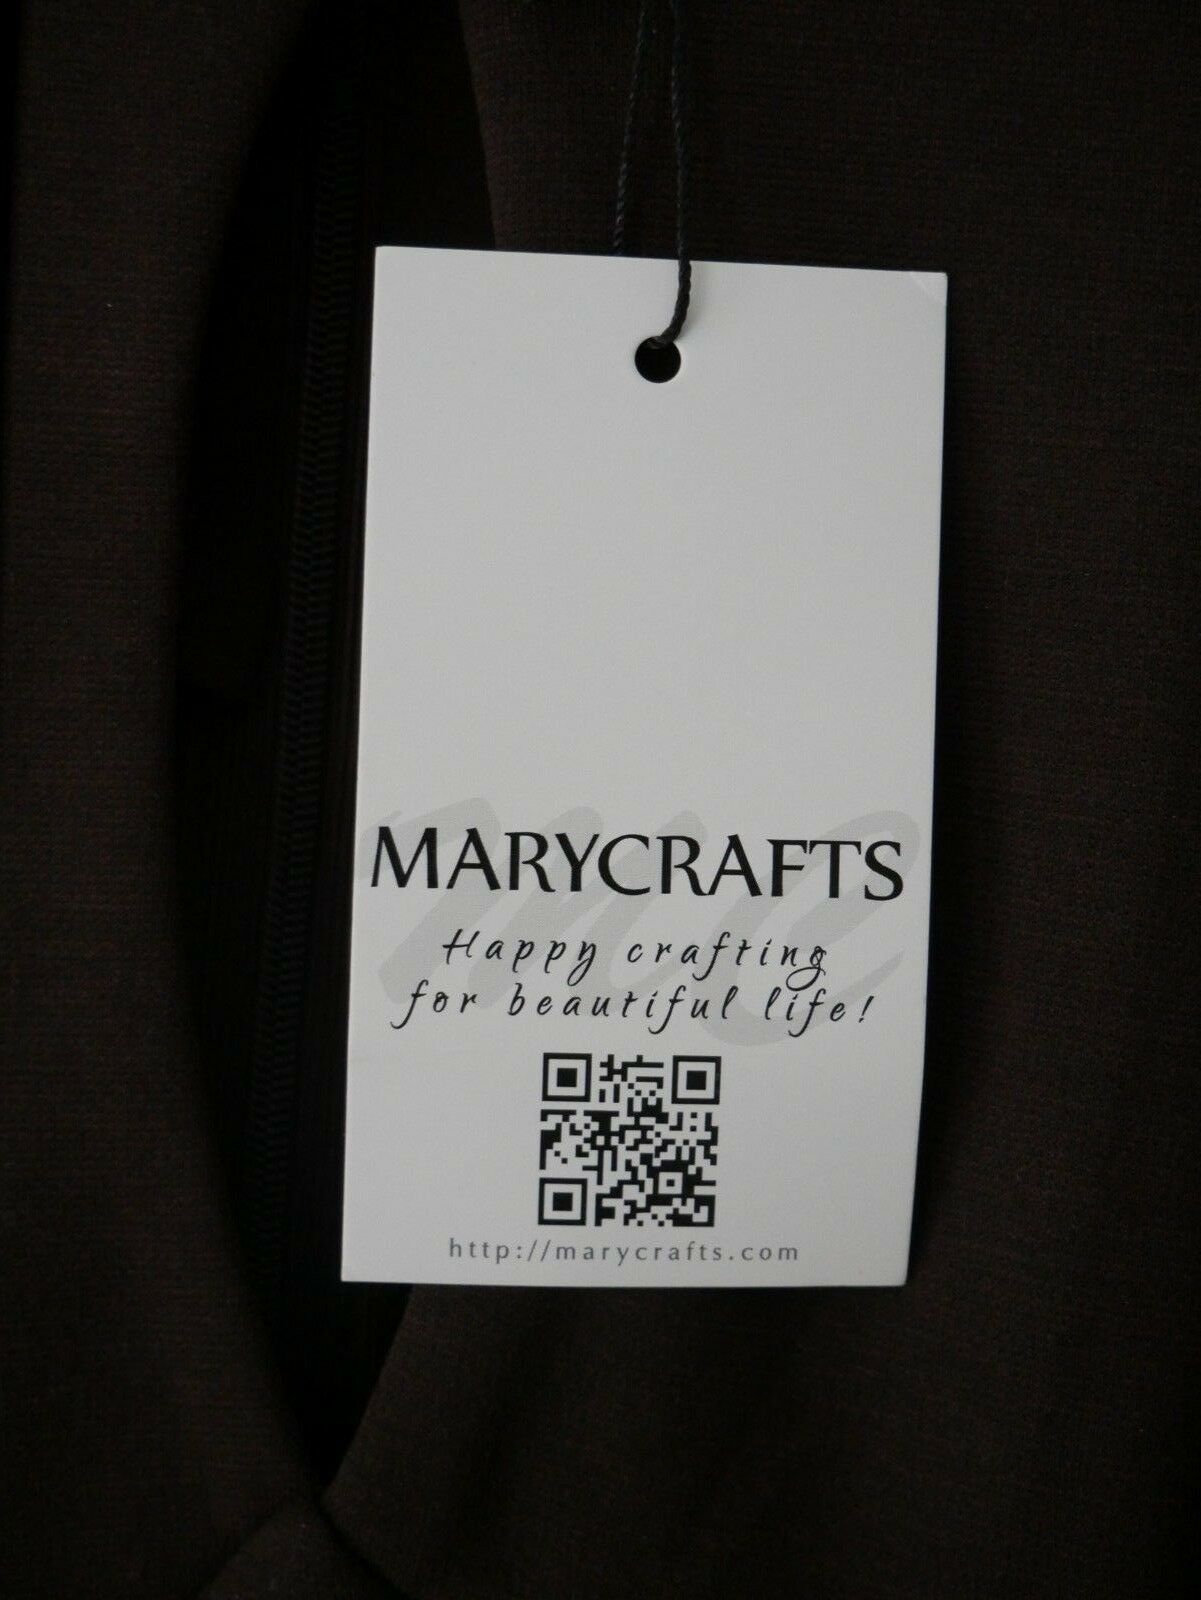 MARYCRAFTS
Happy crafting
for beautiful life!
http://marycrafts.com